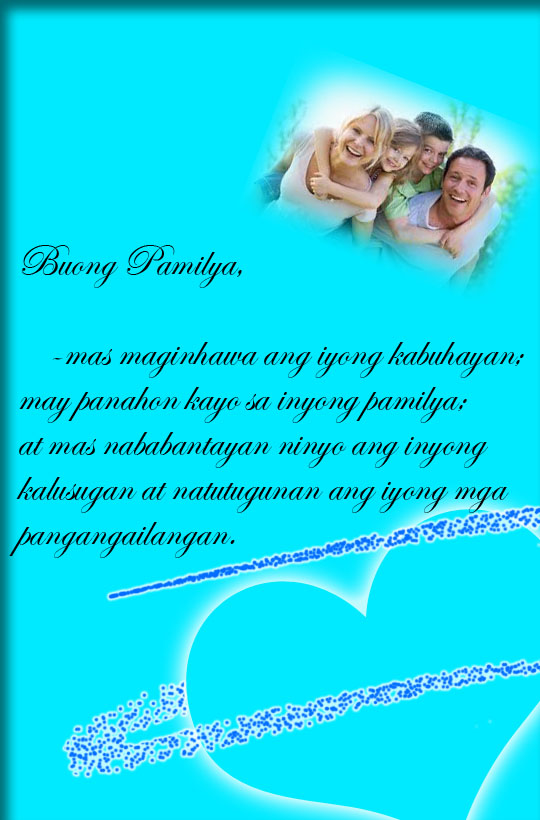 Buong Pamilya,
-mas maginhawa ang iyong kabuhayan;
may panahon kayo sa inyong pamilya;
at mas nababantayan ninyo ang inyong
kalusugan at natutugunan ang iyong mga
pangangailangan.